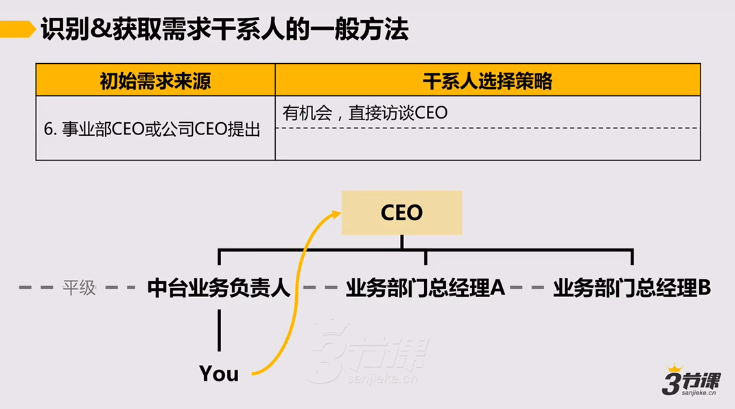 识别&获取需求干系人的一般方法
初始需求来源
干系人选择策略
6. 事业部CEO或公司CEO提出
有机会，直接访谈CEO
CEO
平级
中台业务负责人
业务部门总经理A
业务部门总经理B
You
3节课
sanjieke.cn
3节课
sanjieke.cn